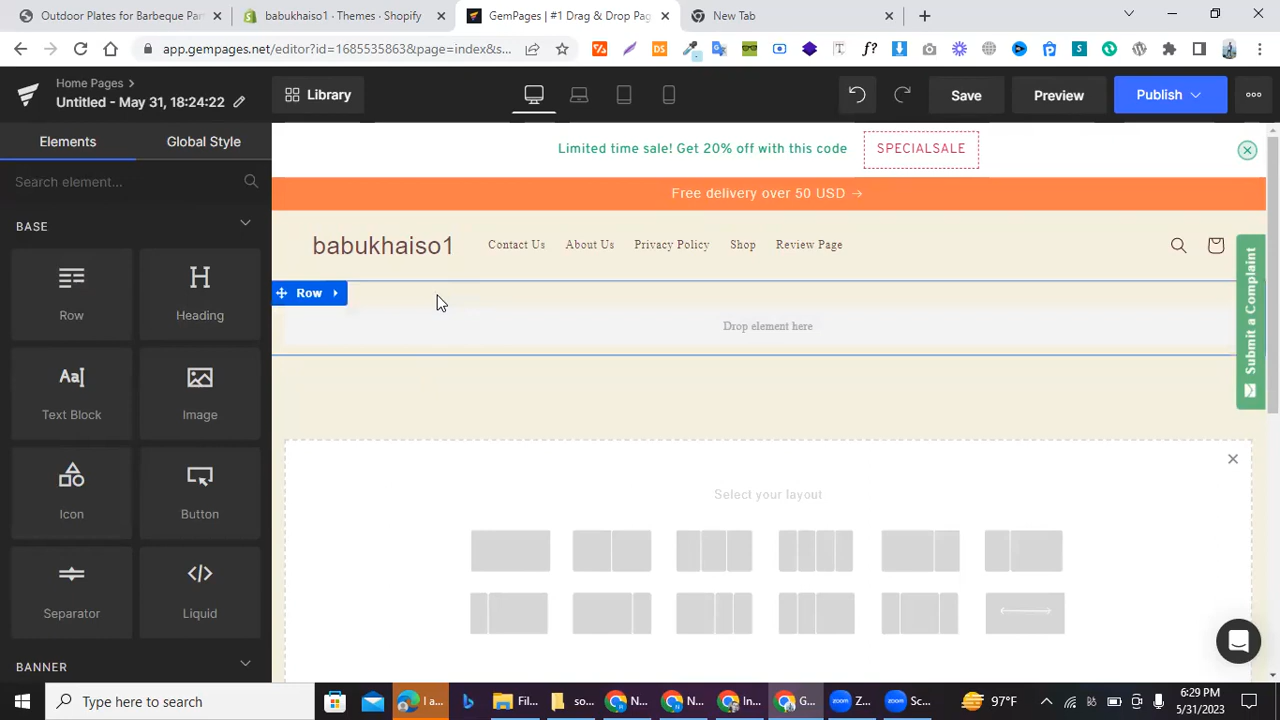 Outdoor Plates for Barbeque Pa
babukhaiso1 · Themes · Shopify
GemPages | #1 Drag & Drop Pag
New Tab
app.gempages.net/editor?id=1685535863&page=index&s...
Home Pages
Untitled - May 31, 18:24:22
Library
Save
Preview
Publish
Elements
Global Style
Search element...
BASE
Row
Heading
Text Block
Image
Icon
Button
Separator
Liquid
BANNER
Limited time sale! Get 20% off with this code
SPECIALSALE
Free delivery over 50 USD →
babukhaiso1
Contact Us
About Us
Privacy Policy
Shop
Review Page
Row
Drop element here
Submit a Complaint
Select your layout
Type here to search
I a...
Fil...
so...
N...
N...
In...
G...
Z...
Sc...
97°F
6:29 PM
5/31/2023